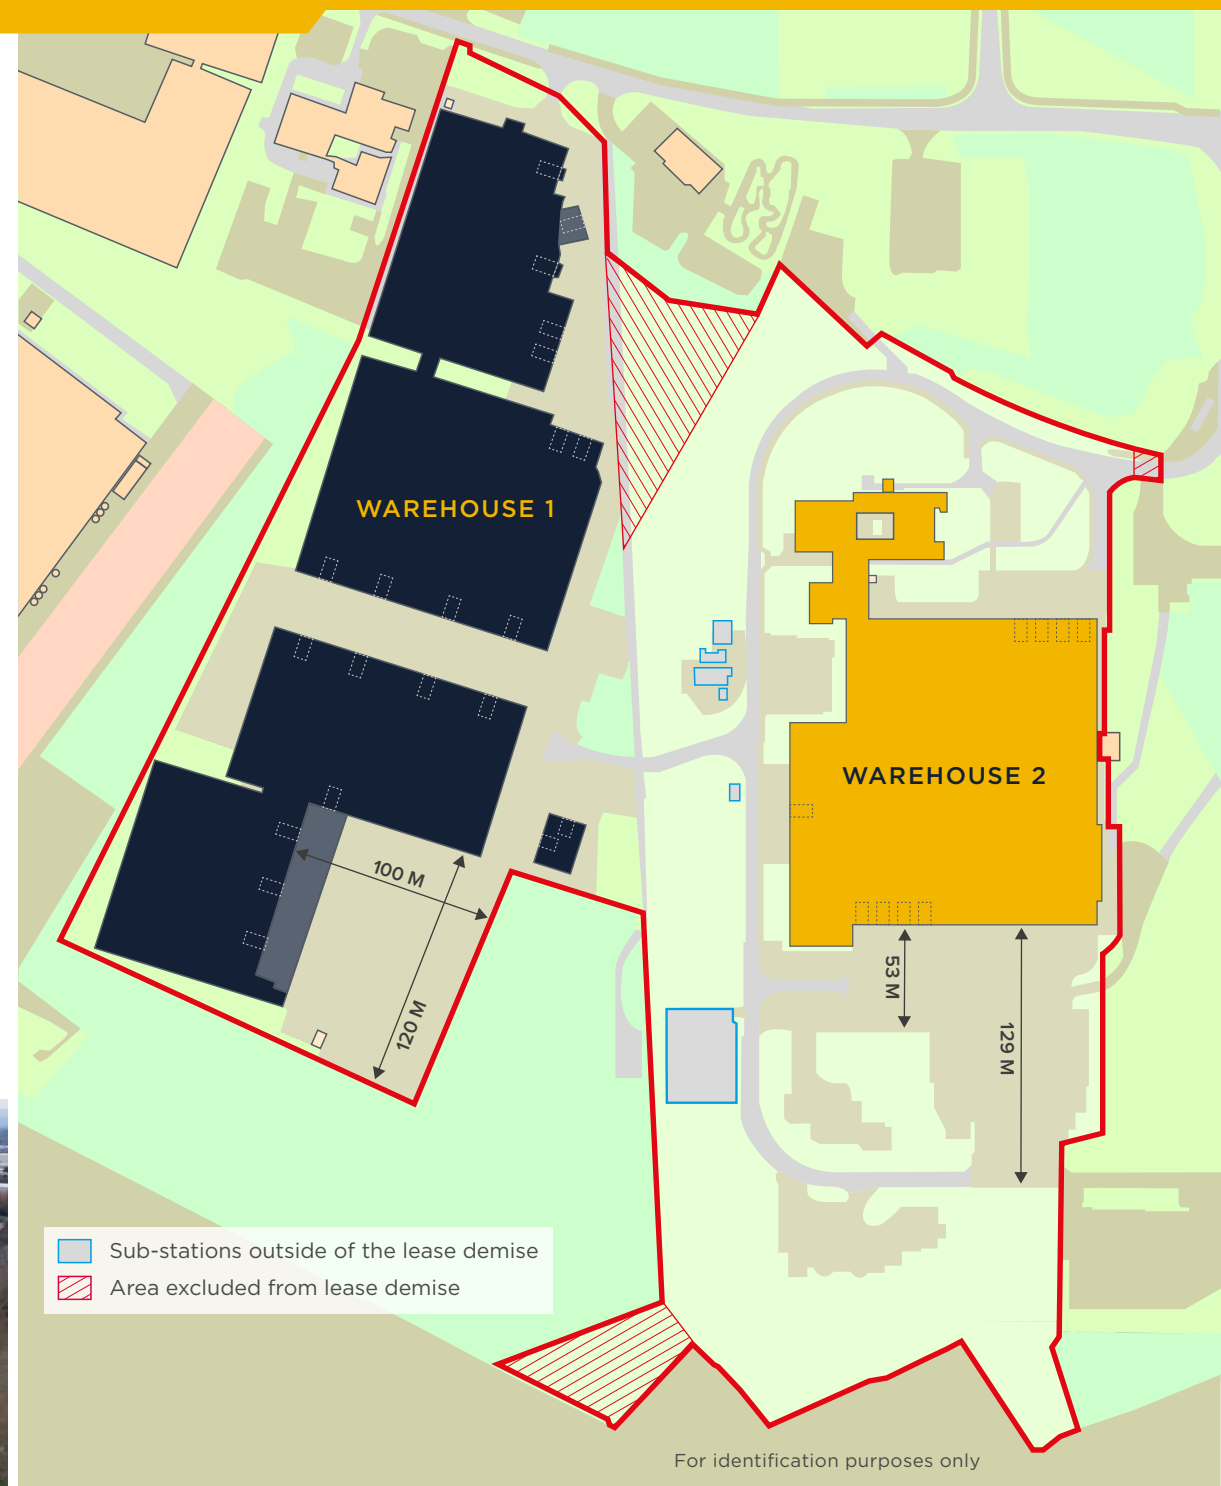 WAREHOUSE 1
WAREHOUSE 2
100 M
120 M
53 M
129 M
Sub-stations outside of the lease demise
Area excluded from lease demise
For identification purposes only